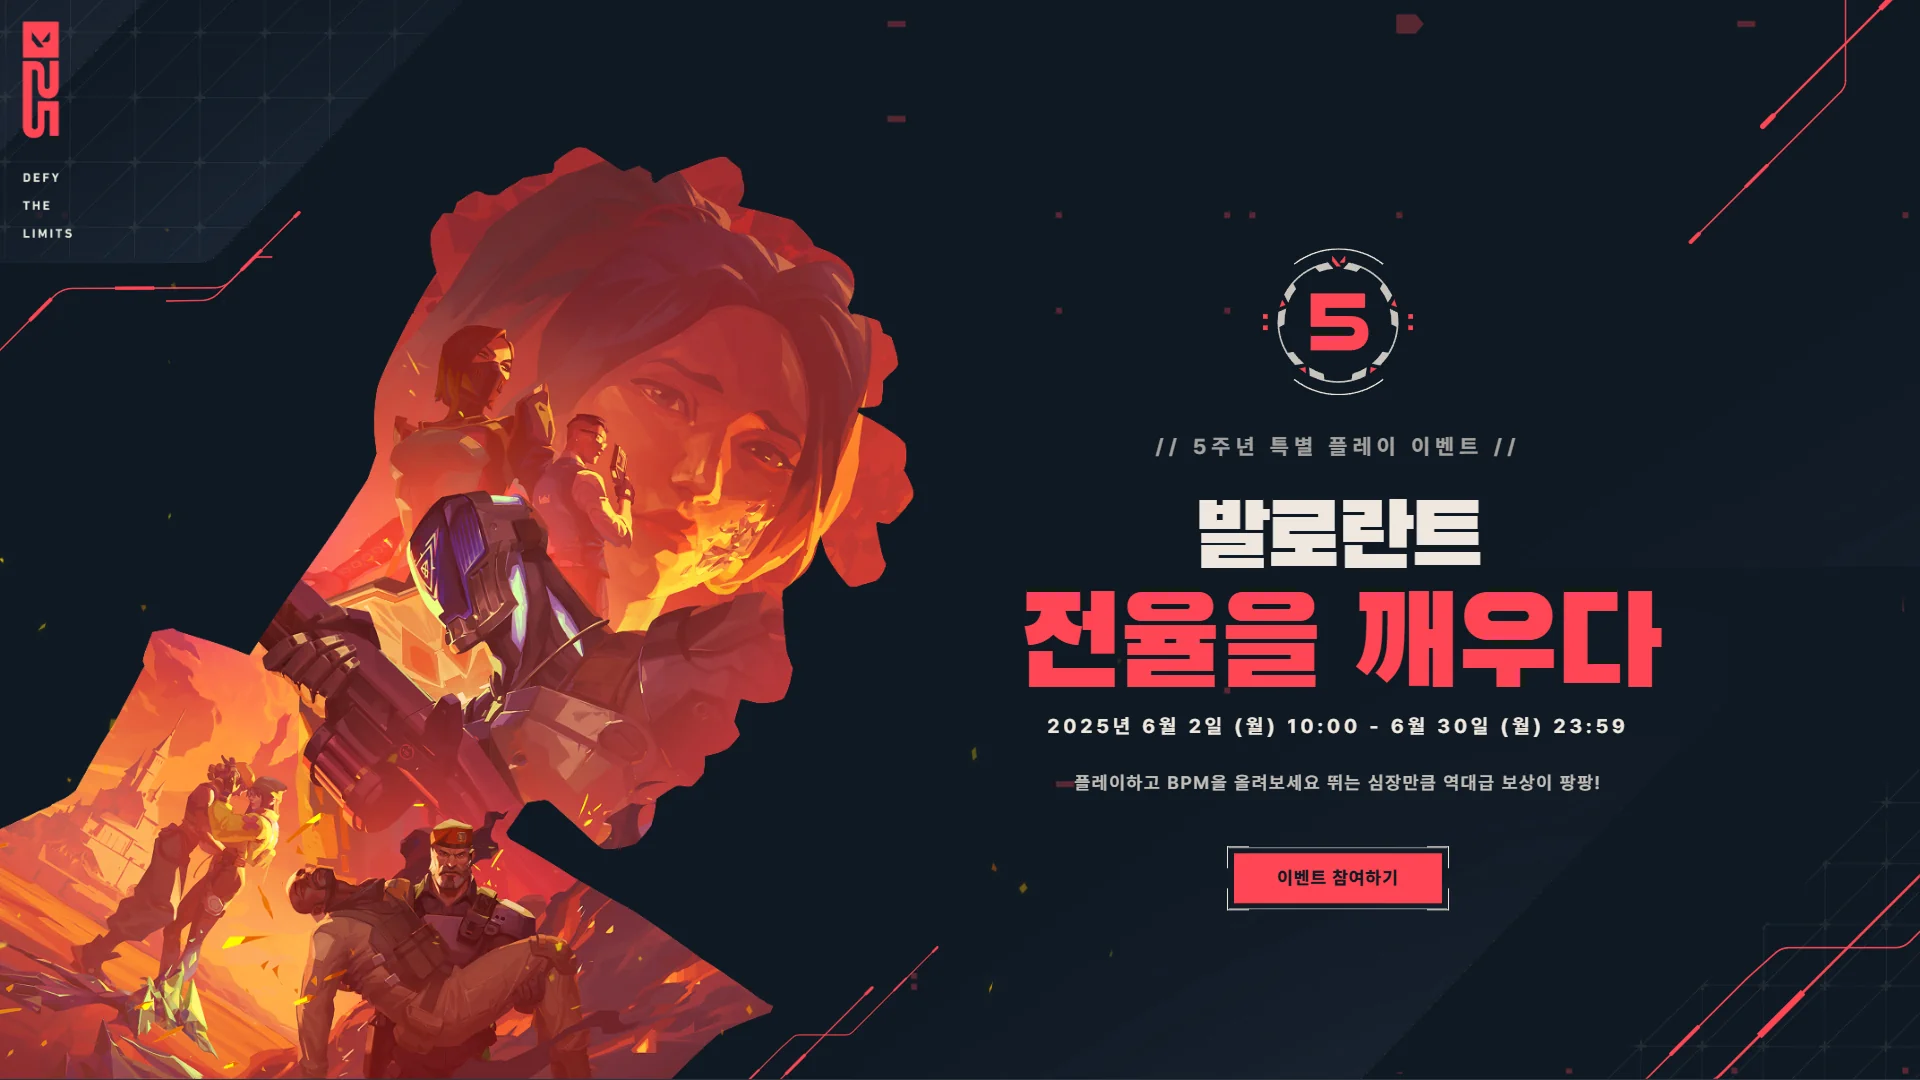 V25
DEFY
THE
LIMITS
5
// 5주년 특별 플레이 이벤트 //
발로란트
전율을 깨우다
2025년 6월 2일 (월) 10:00 - 6월 30일 (월) 23:59
플레이하고 BPM을 올려보세요 뛰는 심장만큼 역대급 보상이 팡팡!
이벤트 참여하기